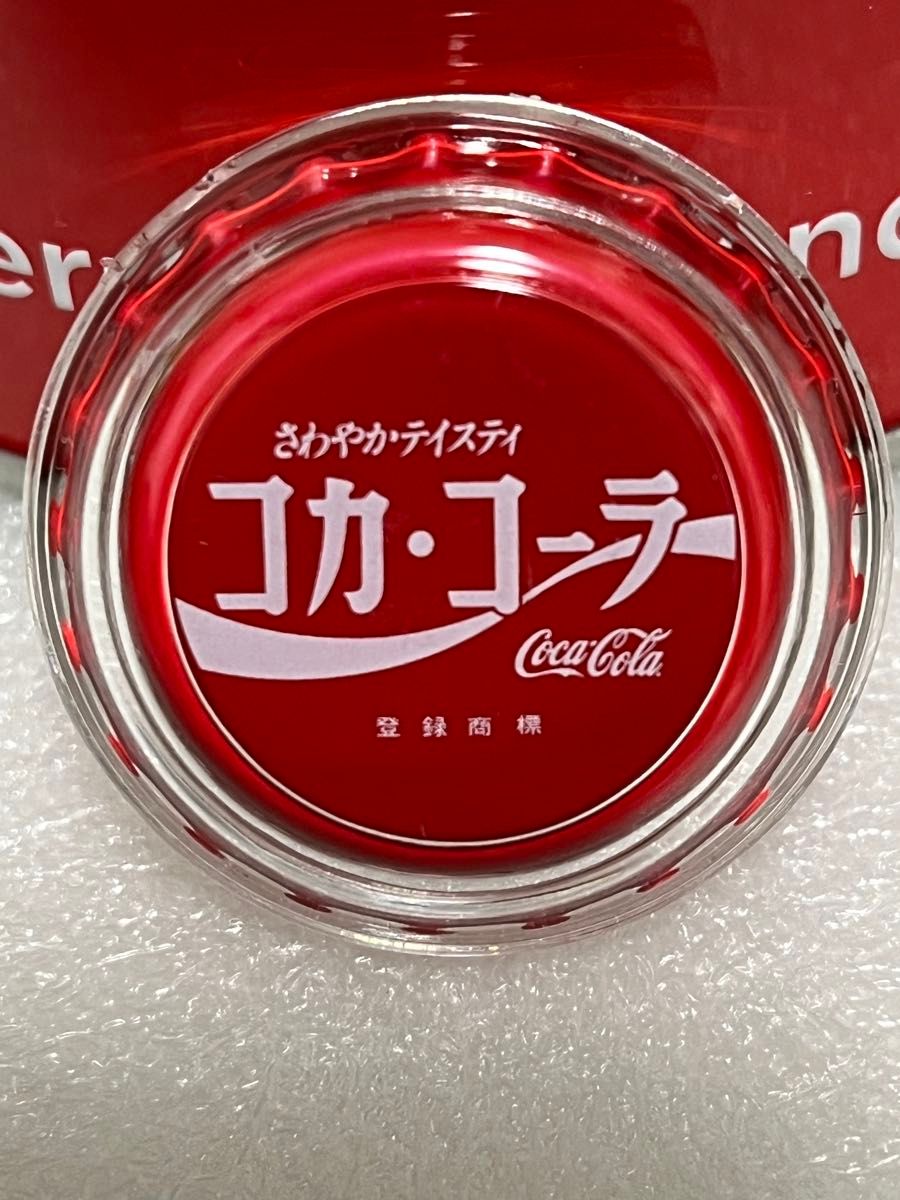 さわやか・テイスティ
コカ・コーラ
Coca-Cola
登録商標